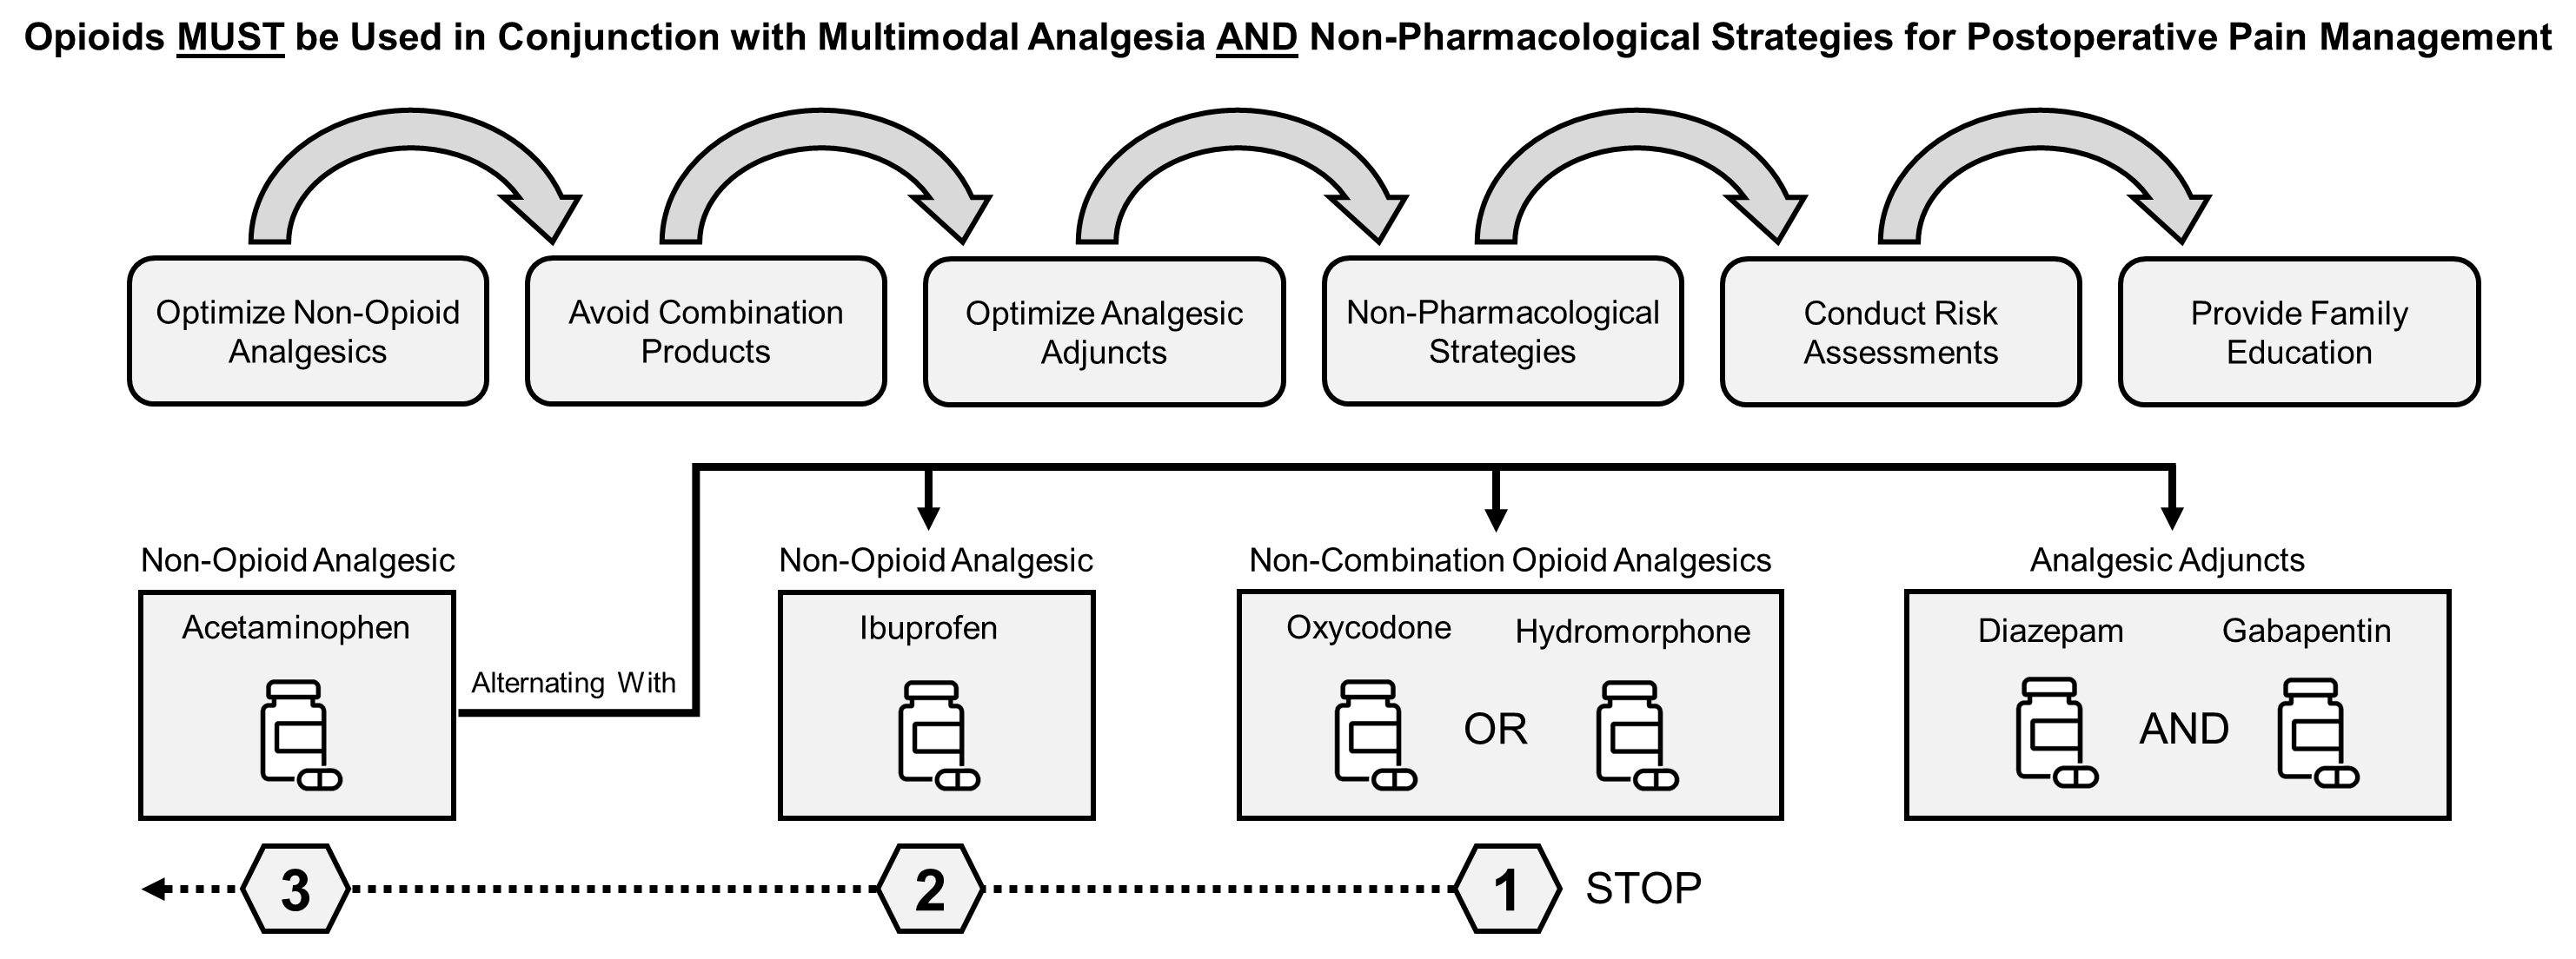 Opioids MUST be Used in Conjunction with Multimodal Analgesia AND Non-Pharmacological Strategies for Postoperative Pain Management
Optimize Non-Opioid
Analgesics
Avoid Combination
Products
Optimize Analgesic
Adjuncts
Non-Pharmacological
Strategies
Conduct Risk
Assessments
Provide Family
Education
Non-Opioid Analgesic
Acetaminophen
Alternating With
Non-Opioid Analgesic
Ibuprofen
Non-Combination Opioid Analgesics
Oxycodone
OR
Hydromorphone
Analgesic Adjuncts
Diazepam
AND
Gabapentin
3
2
1
STOP